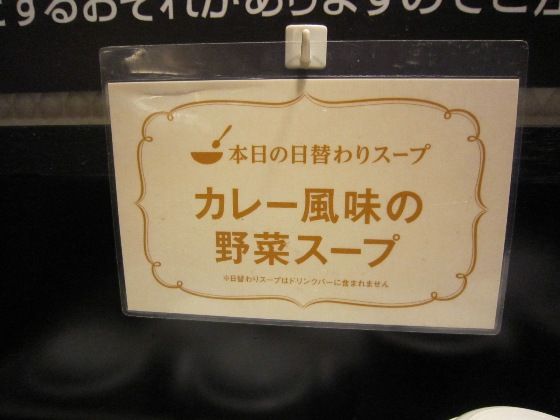 するおそれがありますのでご注
本日の日替わりスープ
カレー風味の
野菜スープ
※日替わりスープはドリンクバーに含まれません